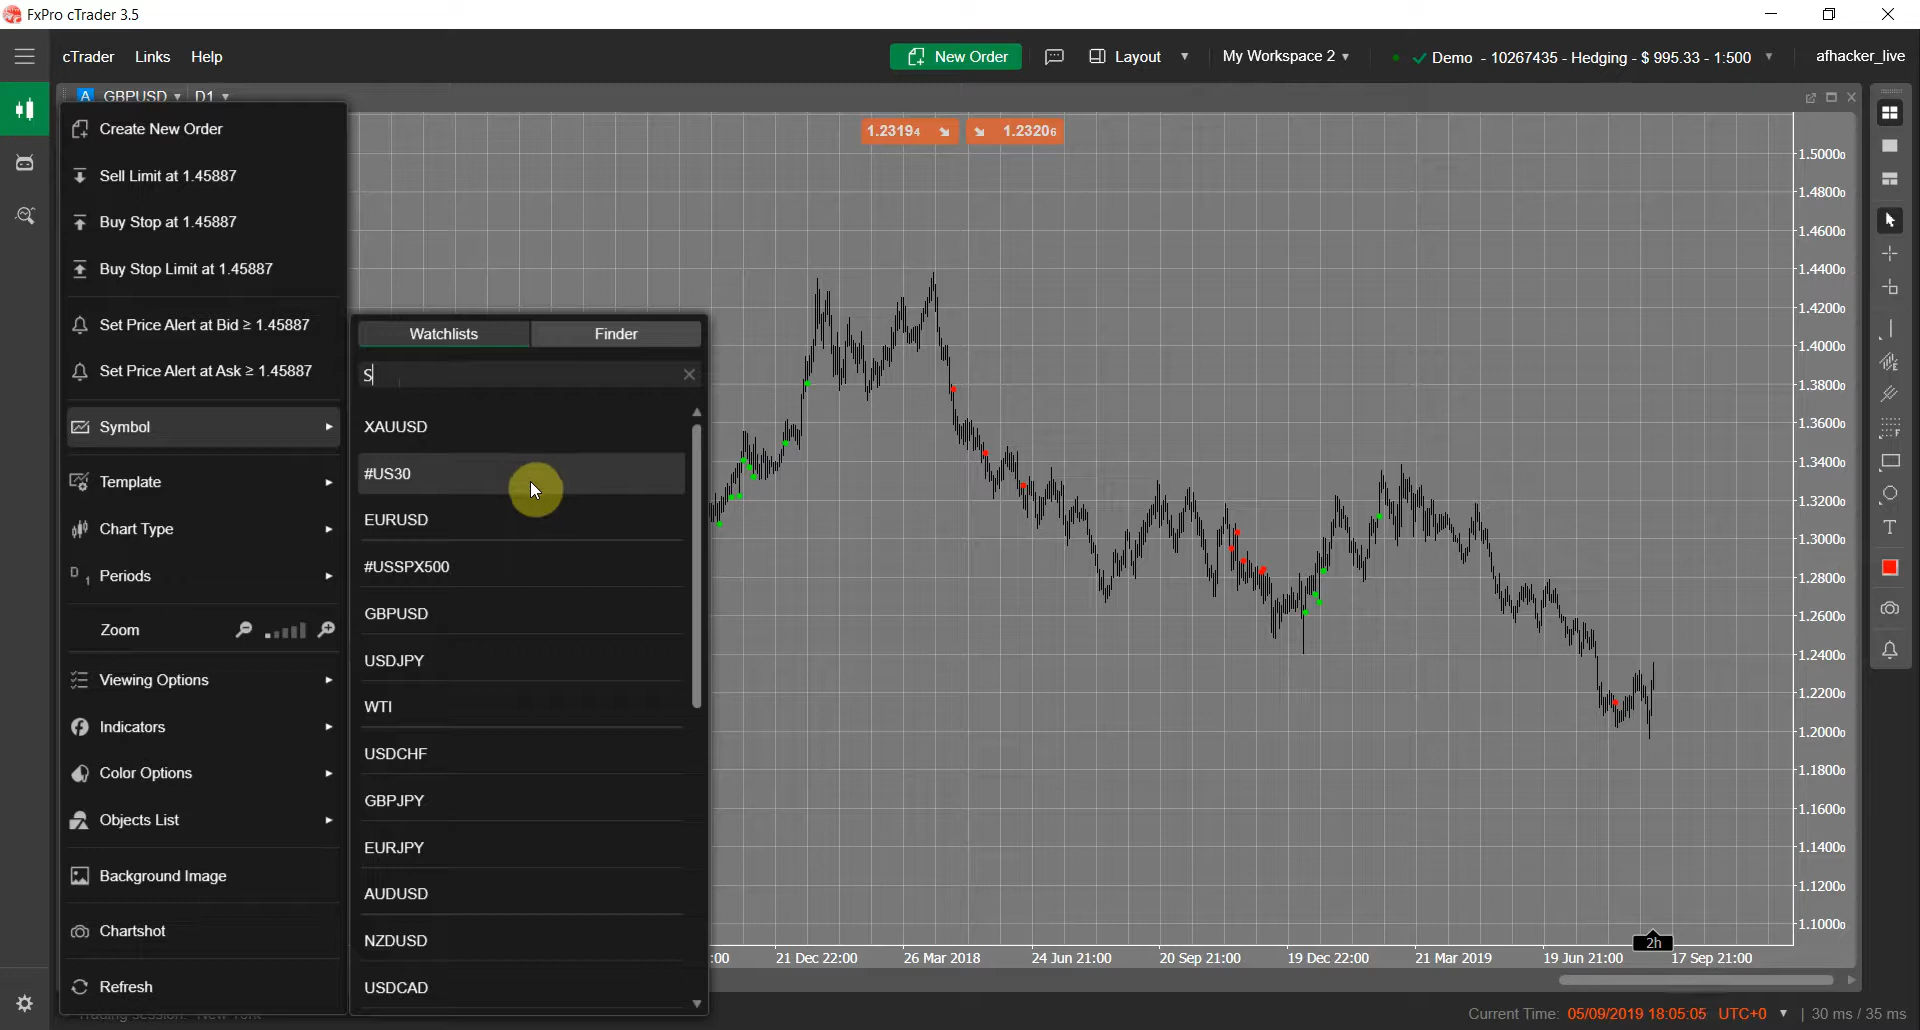 FxPro cTrader 3.5
cTrader Links Help
New Order
Layout
My Workspace 2
Demo - 10267435 - Hedging - $ 995.33 - 1:500
afhacker_live
GBPUSD D1
1.23194 1.23206
Create New Order
Sell Limit at 1.45887
Buy Stop at 1.45887
Buy Stop Limit at 1.45887
Set Price Alert at Bid ≥ 1.45887
Set Price Alert at Ask ≥ 1.45887
Symbol
Template
Chart Type
D1 Periods
Zoom
Viewing Options
Indicators
Color Options
Objects List
Background Image
Chartshot
Refresh
Watchlists Finder
S
XAUUSD
#US30
EURUSD
#USSPX500
GBPUSD
USDJPY
WTI
USDCHF
GBPJPY
EURJPY
AUDUSD
NZDUSD
USDCAD
1.50000
1.48000
1.46000
1.44000
1.42000
1.40000
1.38000
1.36000
1.34000
1.32000
1.30000
1.28000
1.26000
1.24000
1.22000
1.20000
1.18000
1.16000
1.14000
1.12000
1.10000
2h
:00 21 Dec 22:00 26 Mar 2018 24 Jun 21:00 20 Sep 21:00 19 Dec 22:00 21 Mar 2019 19 Jun 21:00 17 Sep 21:00
Current Time: 05/09/2019 18:05:05 UTC+0 | 30 ms / 35 ms